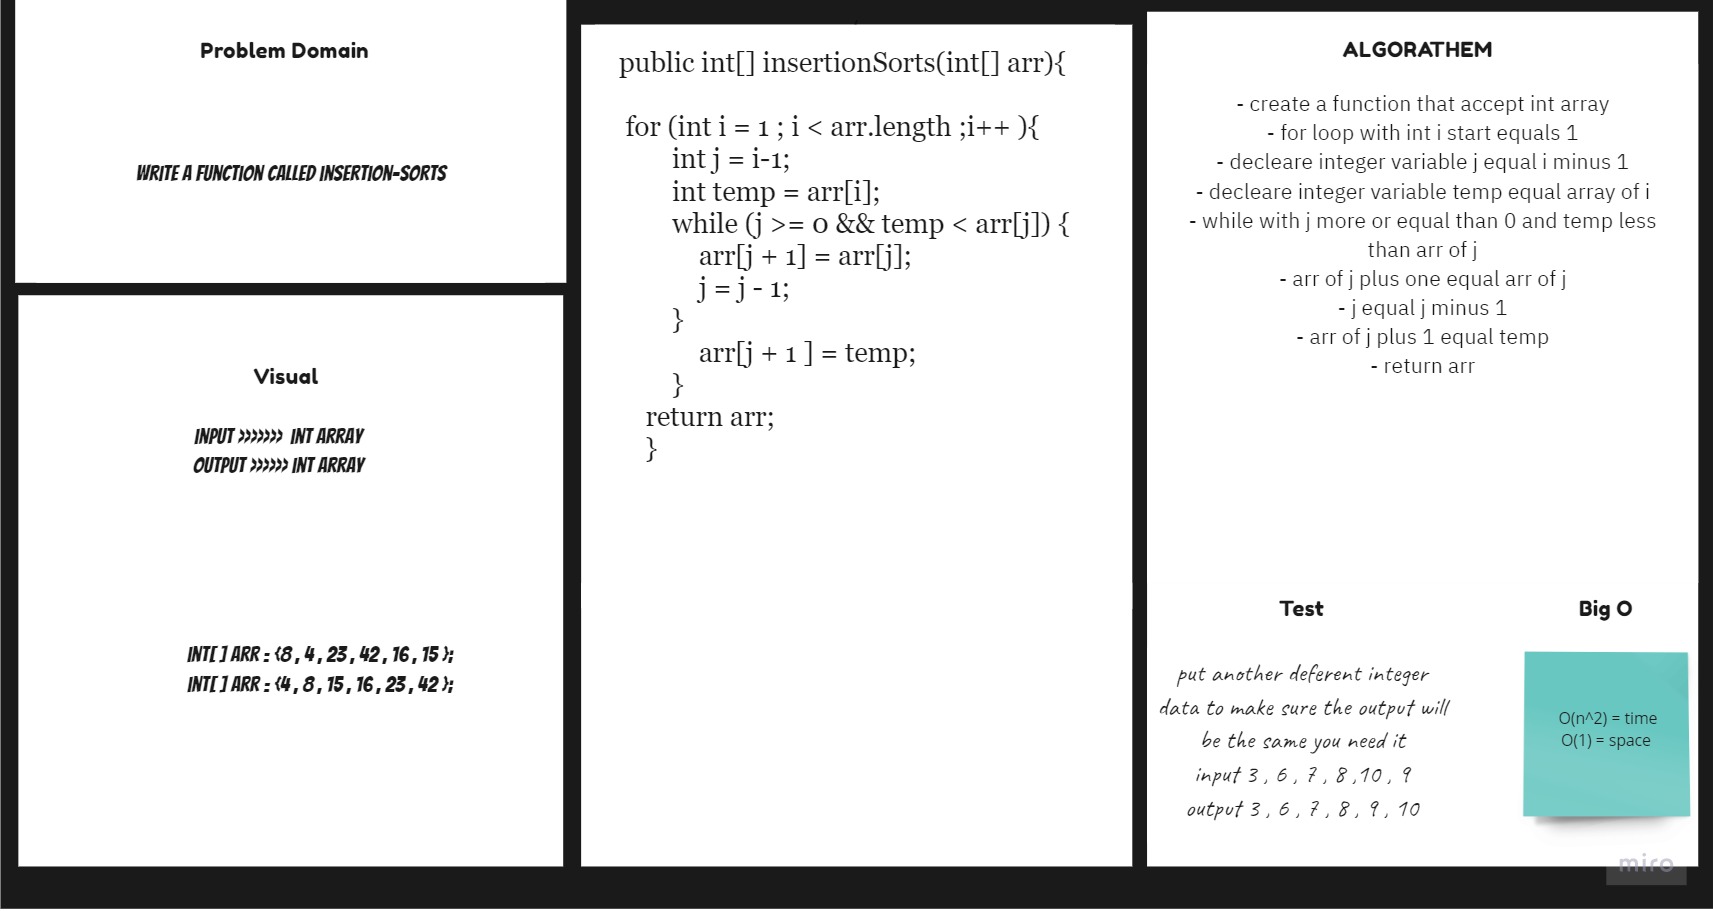 Problem Domain
WRITE A FUNCTION CALLED INSERTION-SORTS
Visual
INPUT >>>>>>> INT ARRAY
OUTPUT >>>>>> INT ARRAY
INT[ ] ARR : {8 , 4 , 23 , 42 , 16 , 15 };
INT[ ] ARR : {4 , 8 , 15 , 16 , 23 , 42 };
public int[] insertionSorts(int[] arr){
for (int i = 1 ; i < arr.length ;i++ ){
int j = i-1;
int temp = arr[i];
while (j >= 0 && temp < arr[j]) {
arr[j + 1] = arr[j];
j = j - 1;
}
arr[j + 1 ] = temp;
}
return arr;
}
ALGORATHEM
- create a function that accept int array
- for loop with int i start equals 1
- decleare integer variable j equal i minus 1
- decleare integer variable temp equal array of i
- while with j more or equal than 0 and temp less
than arr of j
- arr of j plus one equal arr of j
- j equal j minus 1
- arr of j plus 1 equal temp
- return arr
Test
put another deferent integer
data to make sure the output will
be the same you need it
input 3 , 6 , 7 , 8 ,10 , 9
output 3 , 6 , 7 , 8 , 9 , 10
Big O
O(n^2) = time
O(1) = space
miro